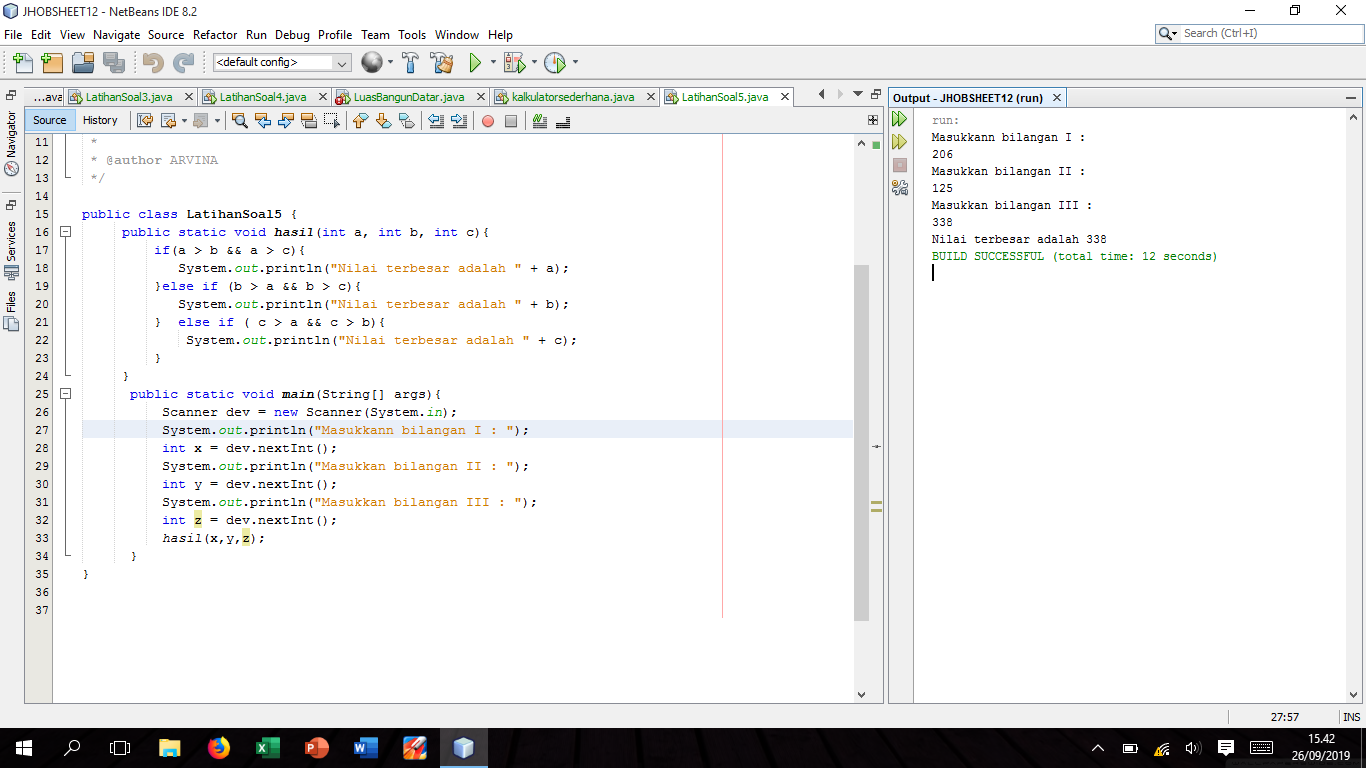 JHOBSHEET12 - NetBeans IDE 8.2
File Edit View Navigate Source Refactor Run Debug Profile Team Tools Window Help
Search (Ctrl+I)
<default config>
...ava LatihanSoal3.java LatihanSoal4.java LuasBangunDatar.java kalkulatorsederhana.java LatihanSoal5.java
Source History
Navigator
Services
Files
11 *
12 * @author ARVINA
13 */
14
15 public class LatihanSoal5 {
16 public static void hasil(int a, int b, int c){
17 if(a > b && a > c){
18 System.out.println("Nilai terbesar adalah " + a);
19 }else if (b > a && b > c){
20 System.out.println("Nilai terbesar adalah " + b);
21 } else if ( c > a && c > b){
22 System.out.println("Nilai terbesar adalah " + c);
23 }
24 }
25 public static void main(String[] args){
26 Scanner dev = new Scanner(System.in);
27 System.out.println("Masukkann bilangan I : ");
28 int x = dev.nextInt();
29 System.out.println("Masukkan bilangan II : ");
30 int y = dev.nextInt();
31 System.out.println("Masukkan bilangan III : ");
32 int z = dev.nextInt();
33 hasil(x,y,z);
34 }
35 }
36
37
Output - JHOBSHEET12 (run)
run:
Masukkann bilangan I :
206
Masukkan bilangan II :
125
Masukkan bilangan III :
338
Nilai terbesar adalah 338
BUILD SUCCESSFUL (total time: 12 seconds)
27:57 INS
15.42
26/09/2019